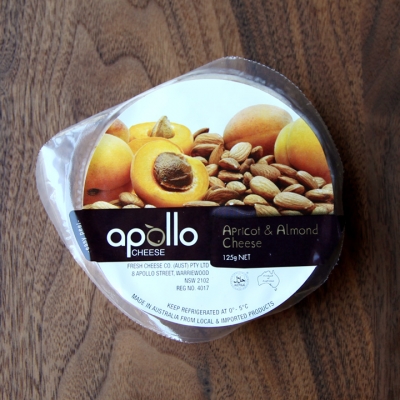 apollo
CHEESE
Apricot & Almond
Cheese
125g NET
FRESH CHEESE CO. (AUST) PTY LTD
8 APOLLO STREET, WARRIEWOOD
NSW 2102
REG NO. 4017
KEEP REFRIGERATED AT 0°- 5°C
MADE IN AUSTRALIA FROM LOCAL & IMPORTED PRODUCTS